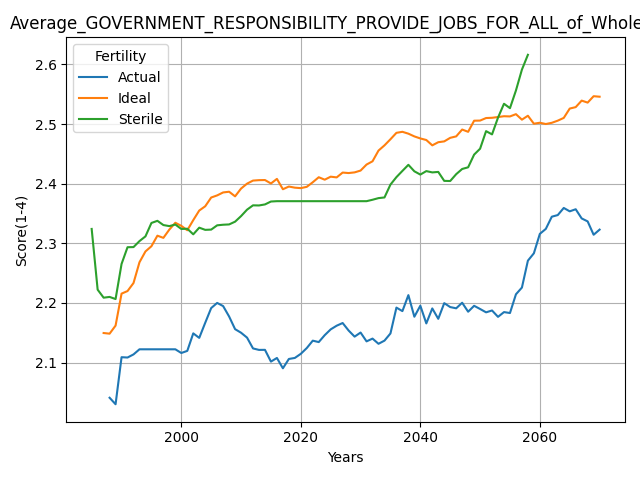 Average_GOVERNMENT_RESPONSIBILITY_PROVIDE_JOBS_FOR_ALL_of_Whole
Fertility
Actual
Ideal
Sterile
2.6
2.5
2.4
2.3
2.2
2.1
Score(1-4)
2000 2020 2040 2060
Years